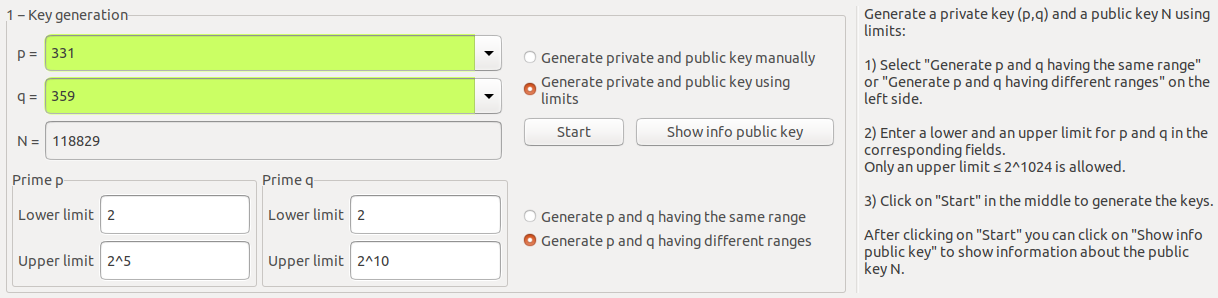 1 – Key generation
p = 331
q = 359
N = 118829
Generate private and public key manually
Generate private and public key using
limits
Start
Show info public key
Prime p
Lower limit 2
Upper limit 2^5
Prime q
Lower limit 2
Upper limit 2^10
Generate p and q having the same range
Generate p and q having different ranges
Generate a private key (p,q) and a public key N using
limits:
1) Select "Generate p and q having the same range"
or "Generate p and q having different ranges" on the
left side.
2) Enter a lower and an upper limit for p and q in the
corresponding fields.
Only an upper limit ≤ 2^1024 is allowed.
3) Click on "Start" in the middle to generate the keys.
After clicking on "Start" you can click on "Show info
public key" to show information about the public
key N.